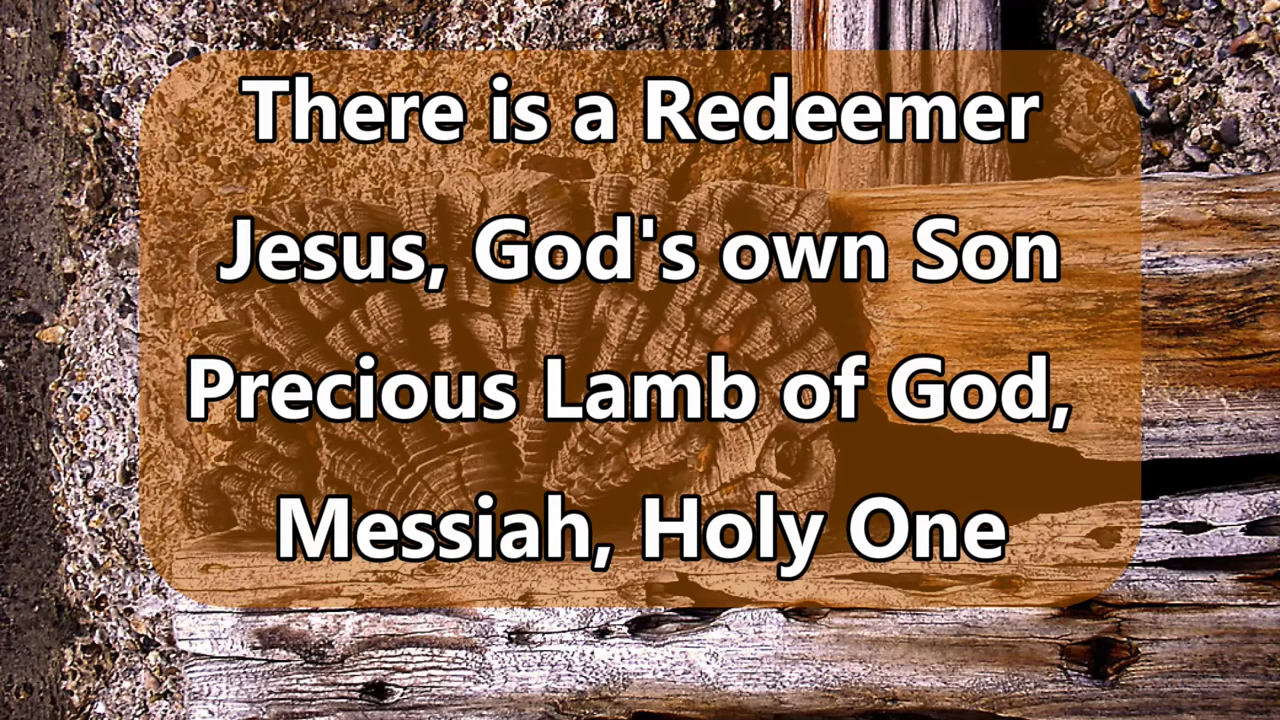 There is a Redeemer
Jesus, God's own Son
Precious Lamb of God,
Messiah, Holy One